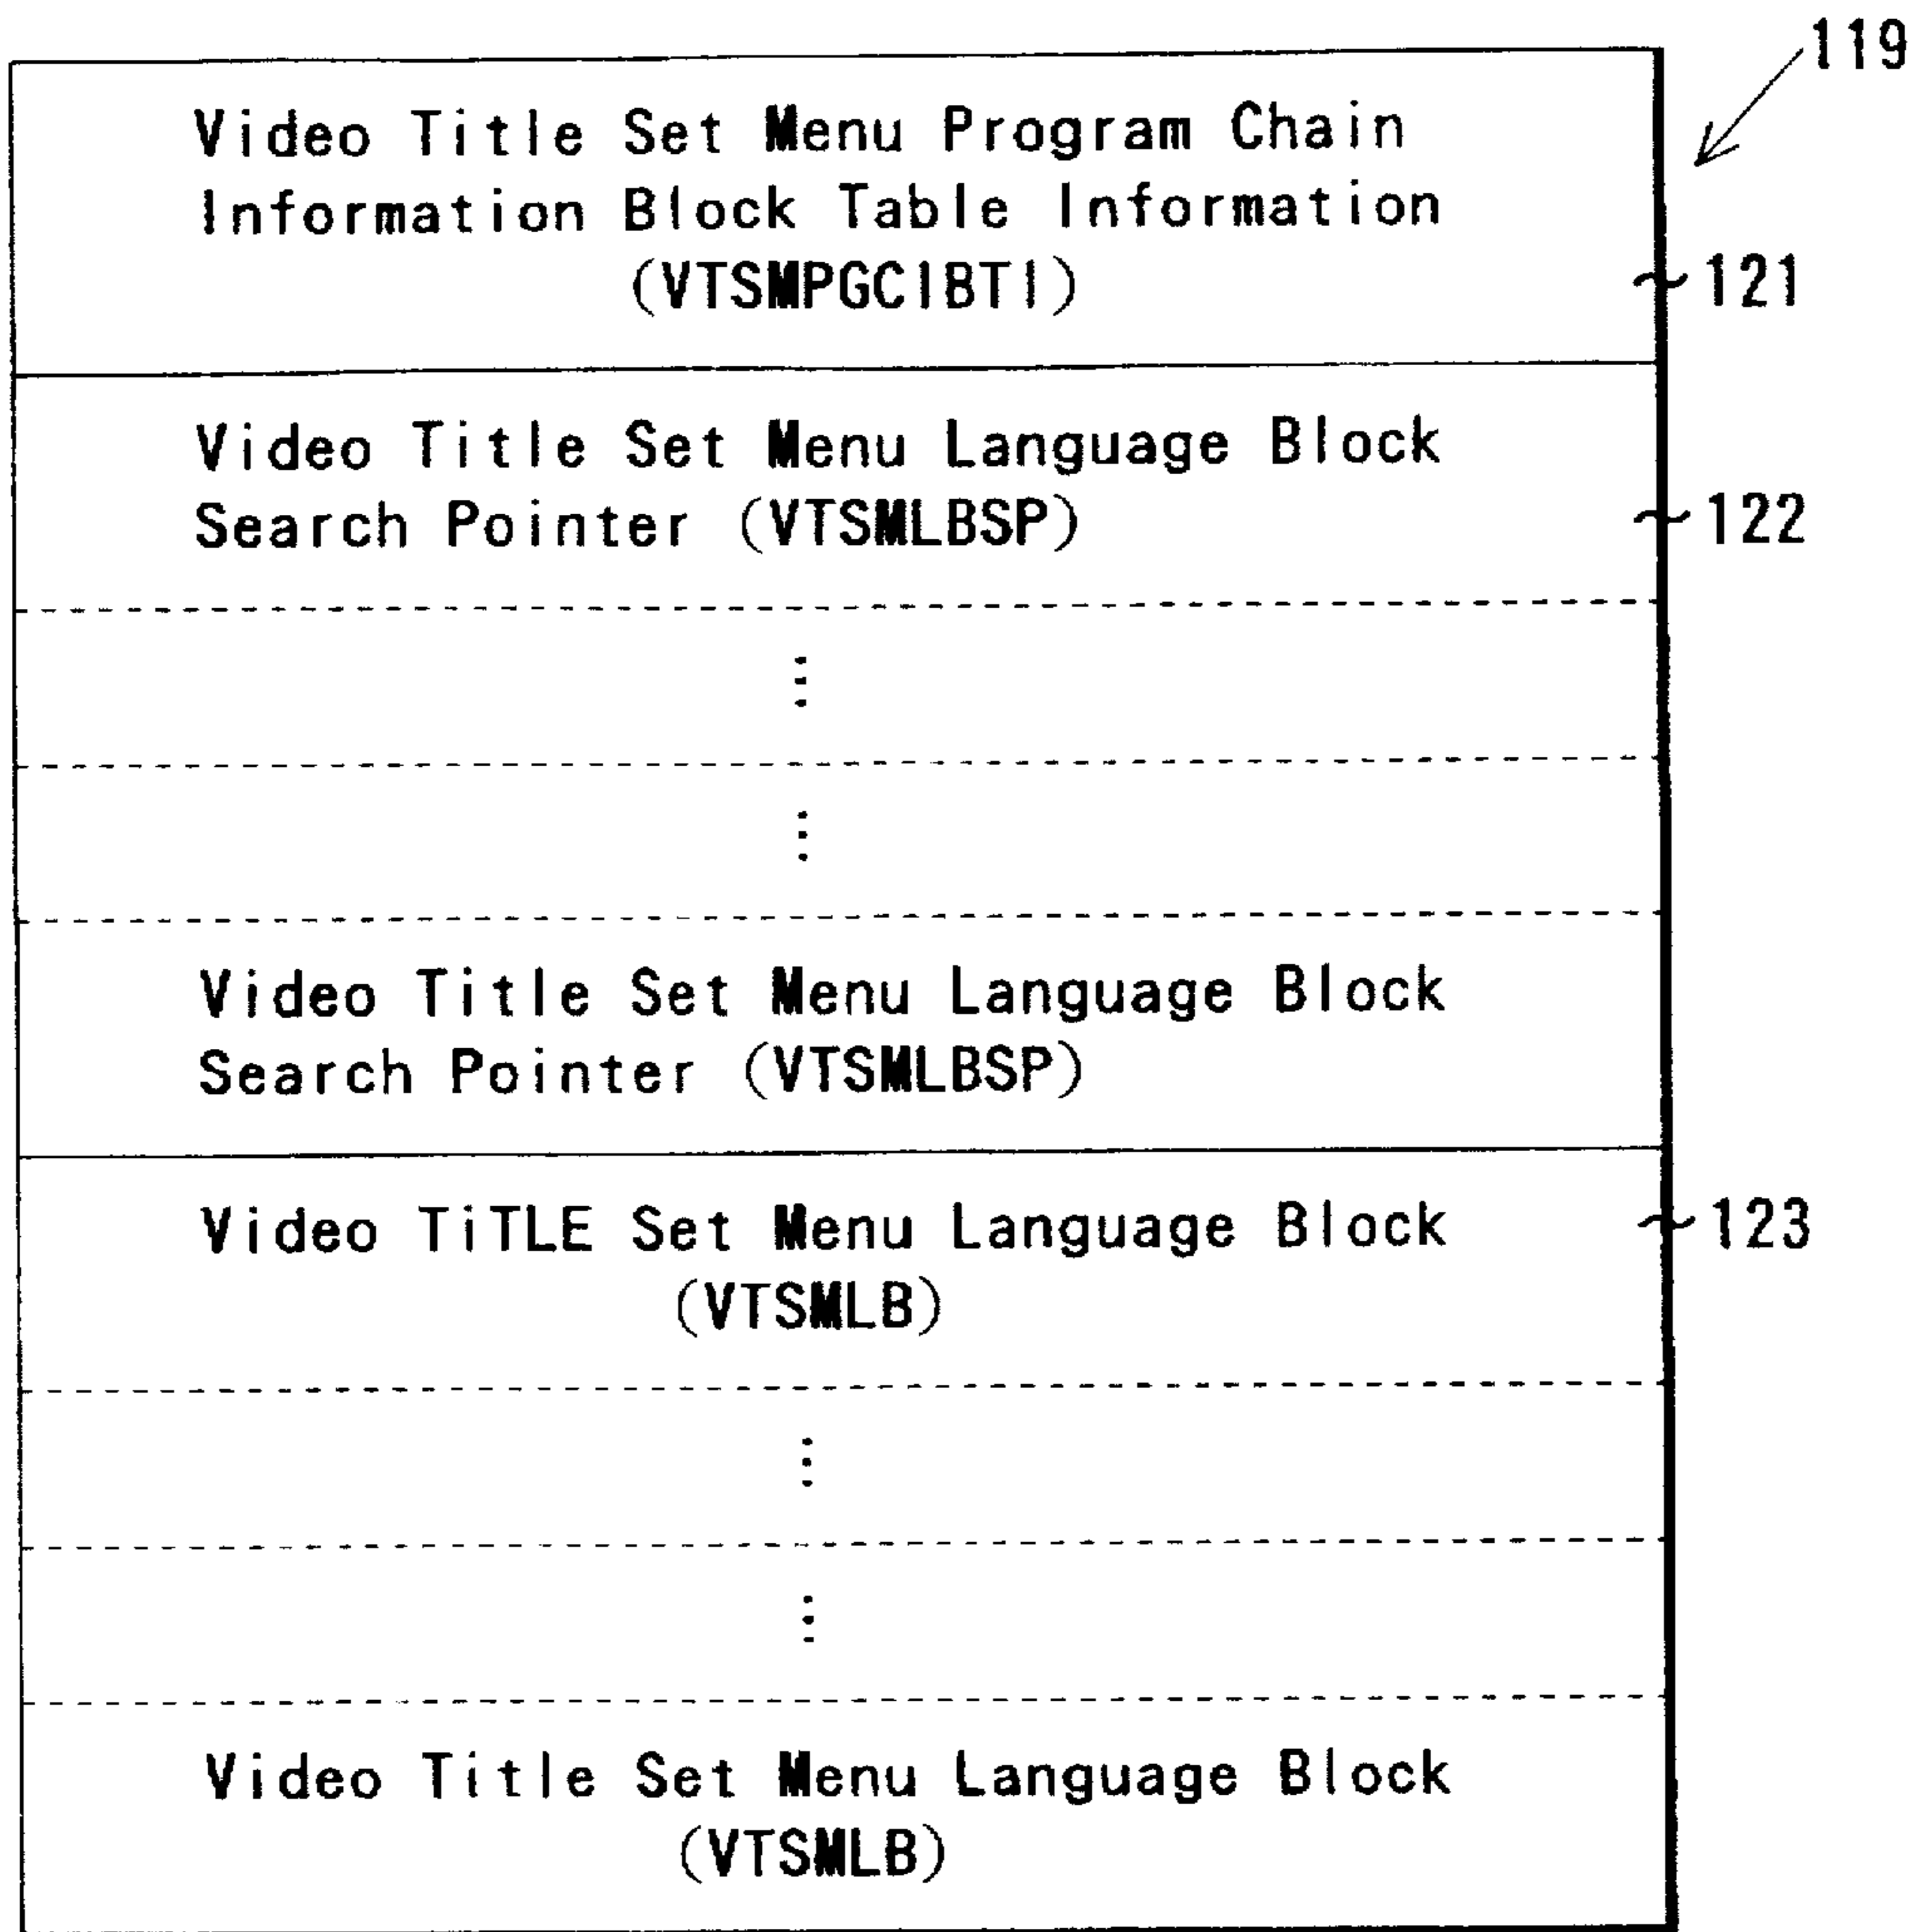 119
Video Title Set Menu Program Chain
Information Block Table Information
(VTSMPGCIBTI)
121
Video Title Set Menu Language Block
Search Pointer (VTSMLBSP)
122
Video Title Set Menu Language Block
Search Pointer (VTSMLBSP)
Video TiTLE Set Menu Language Block
123
(VTSMLB)
Video Title Set Menu Language Block
(VTSMLB)